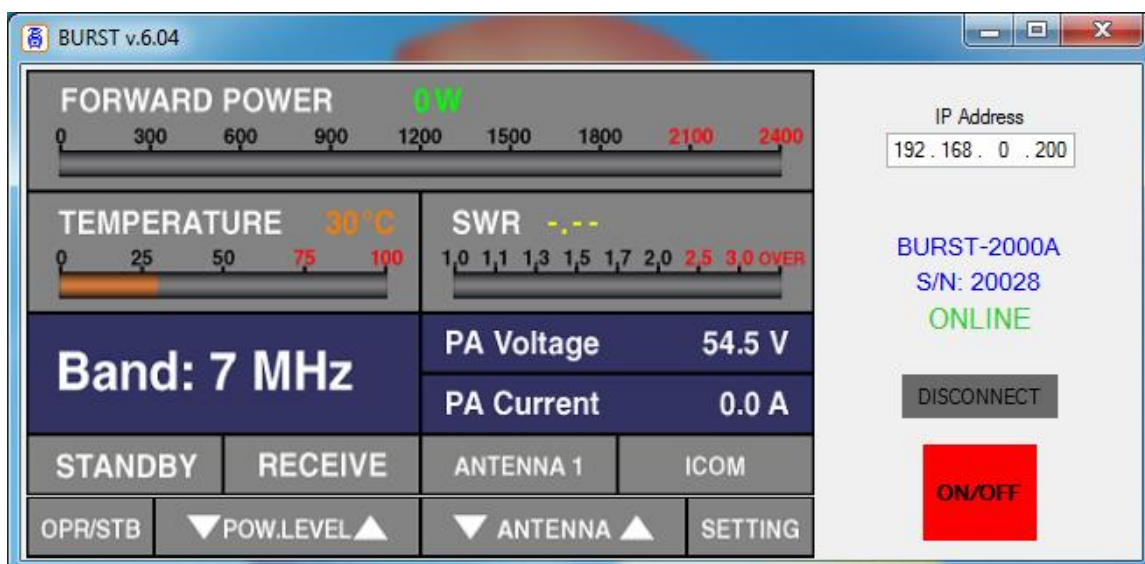 BURST v.6.04
FORWARD POWER 0W
0 300 600 900 1200 1500 1800 2100 2400
TEMPERATURE 30°C
0 25 50 75 100
SWR -.--
1,0 1,1 1,3 1,5 1,7 2,0 2,5 3,0 OVER
Band: 7 MHz
PA Voltage 54.5 V
PA Current 0.0 A
STANDBY RECEIVE ANTENNA 1 ICOM
OPR/STB ▼POW.LEVEL▲ ▼ ANTENNA ▲ SETTING
IP Address
192 . 168 . 0 . 200
BURST-2000A
S/N: 20028
ONLINE
DISCONNECT
ON/OFF